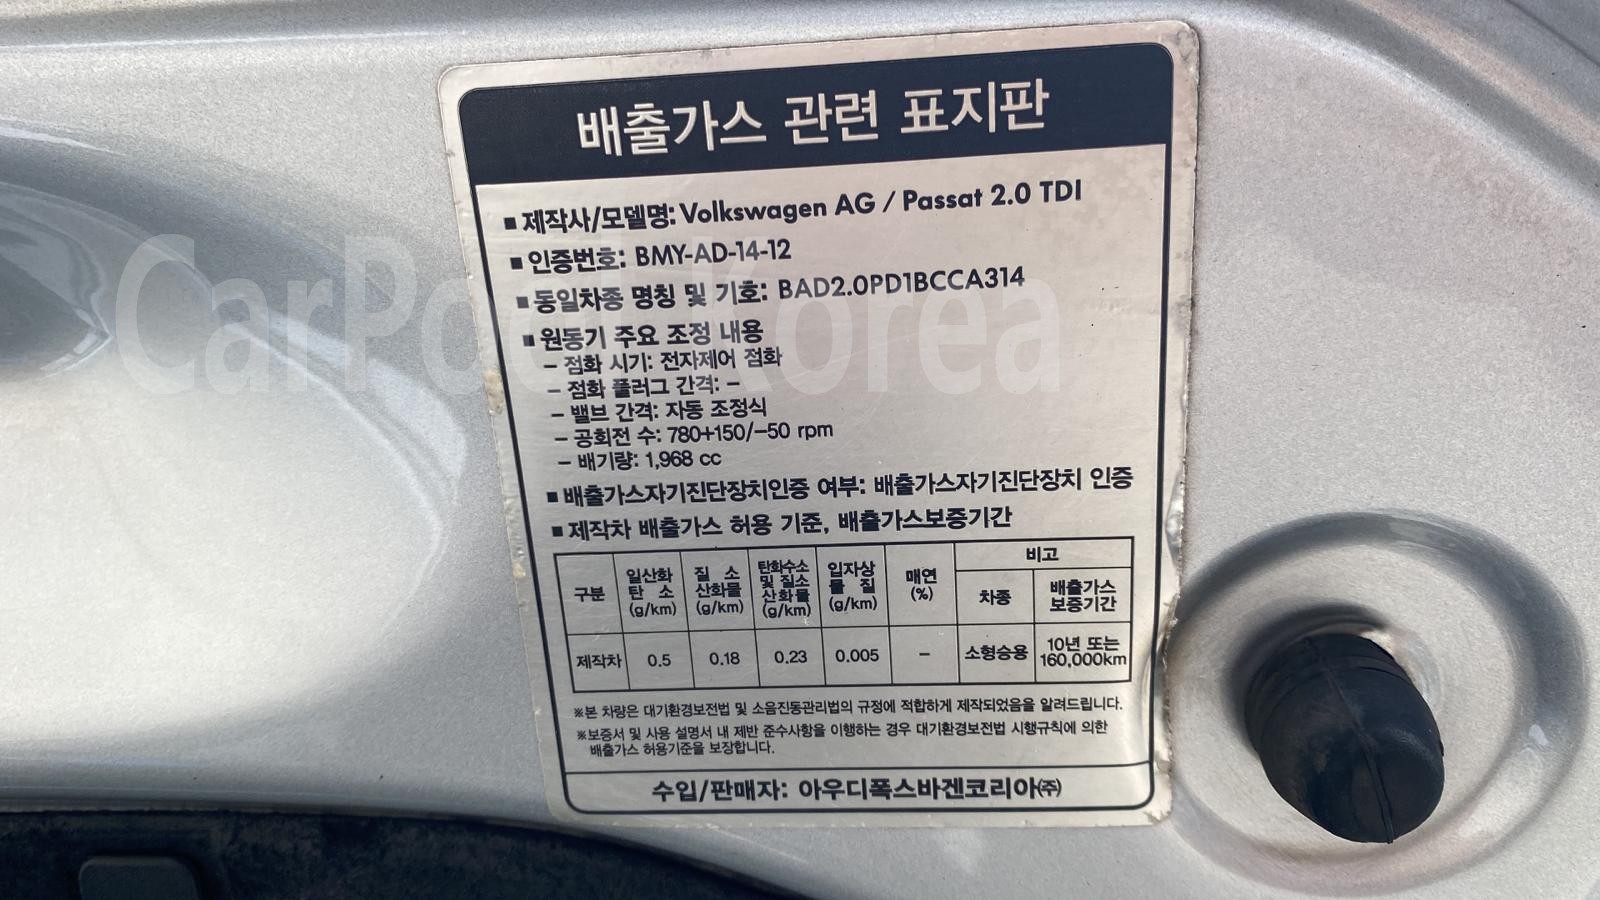 배출가스 관련 표지판
■ 제작사/모델명: Volkswagen AG / Passat 2.0 TDI
■ 인증번호: BMY-AD-14-12
■ 동일차종 명칭 및 기호: BAD2.0PD1BCCA314
■ 원동기 주요 조정 내용
– 점화 시기: 전자제어 점화
– 점화 플러그 간격: –
– 밸브 간격: 자동 조정식
– 공회전 수: 780+150/–50 rpm
– 배기량: 1,968 cc
■ 배출가스자기진단장치인증 여부: 배출가스자기진단장치 인증
■ 제작차 배출가스 허용 기준, 배출가스보증기간
구분 일산화탄소 (g/km) 질소산화물 (g/km) 탄화수소 및 질소산화물 (g/km) 입자상물질 (g/km) 매연 (%) 비고
차종 배출가스 보증기간
제작차 0.5 0.18 0.23 0.005 – 소형승용 10년 또는 160,000km
※본 차량은 대기환경보전법 및 소음진동관리법의 규정에 적합하게 제작되었음을 알려드립니다.
※보증서 및 사용 설명서 내 제반 준수사항을 이행하는 경우 대기환경보전법 시행규칙에 의한
배출가스 허용기준을 보장합니다.
수입/판매자: 아우디폭스바겐코리아㈜
Korea